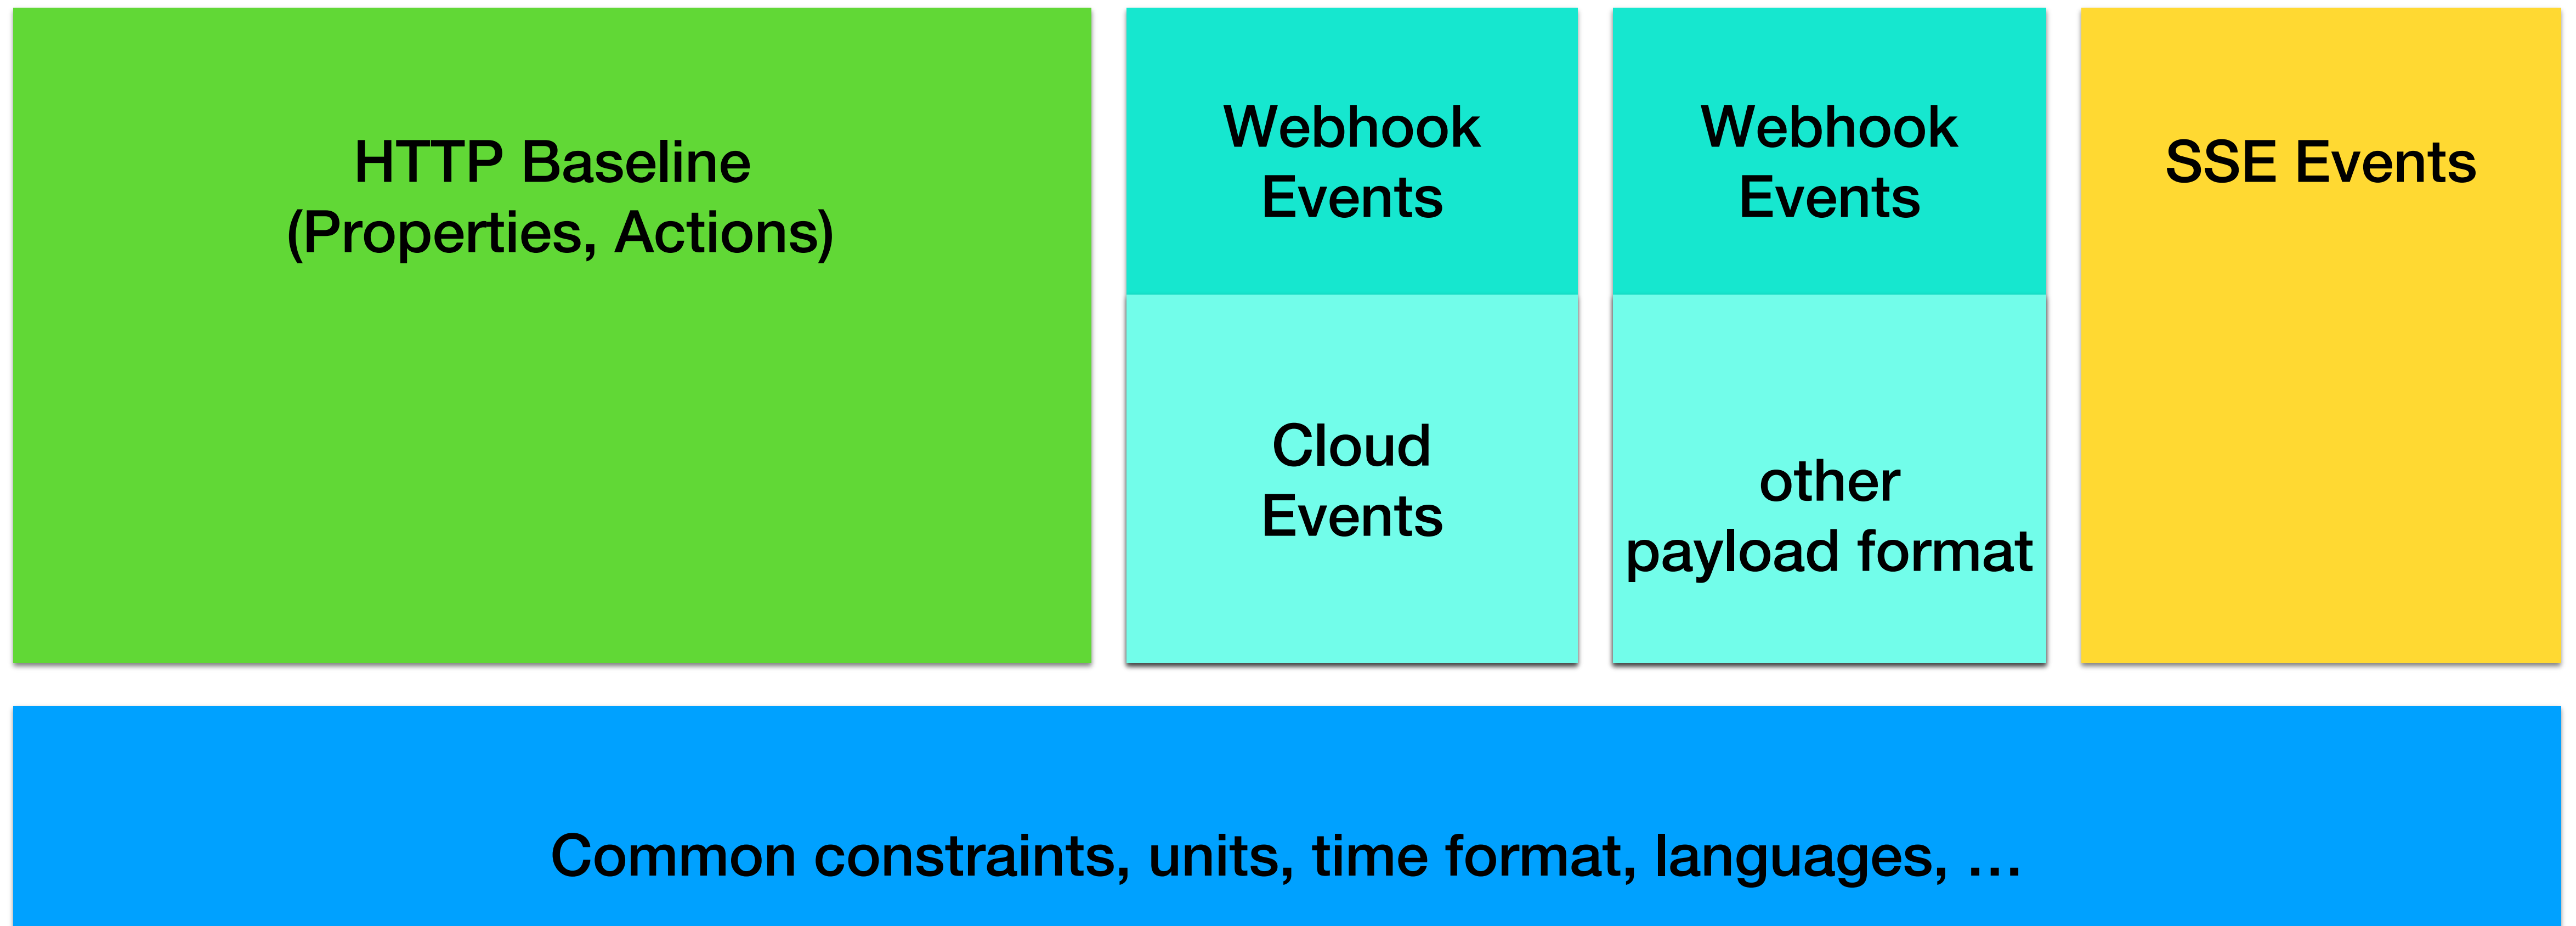 HTTP Baseline
(Properties, Actions)
Webhook
Events
Cloud
Events
Webhook
Events
other
payload format
SSE Events
Common constraints, units, time format, languages, …